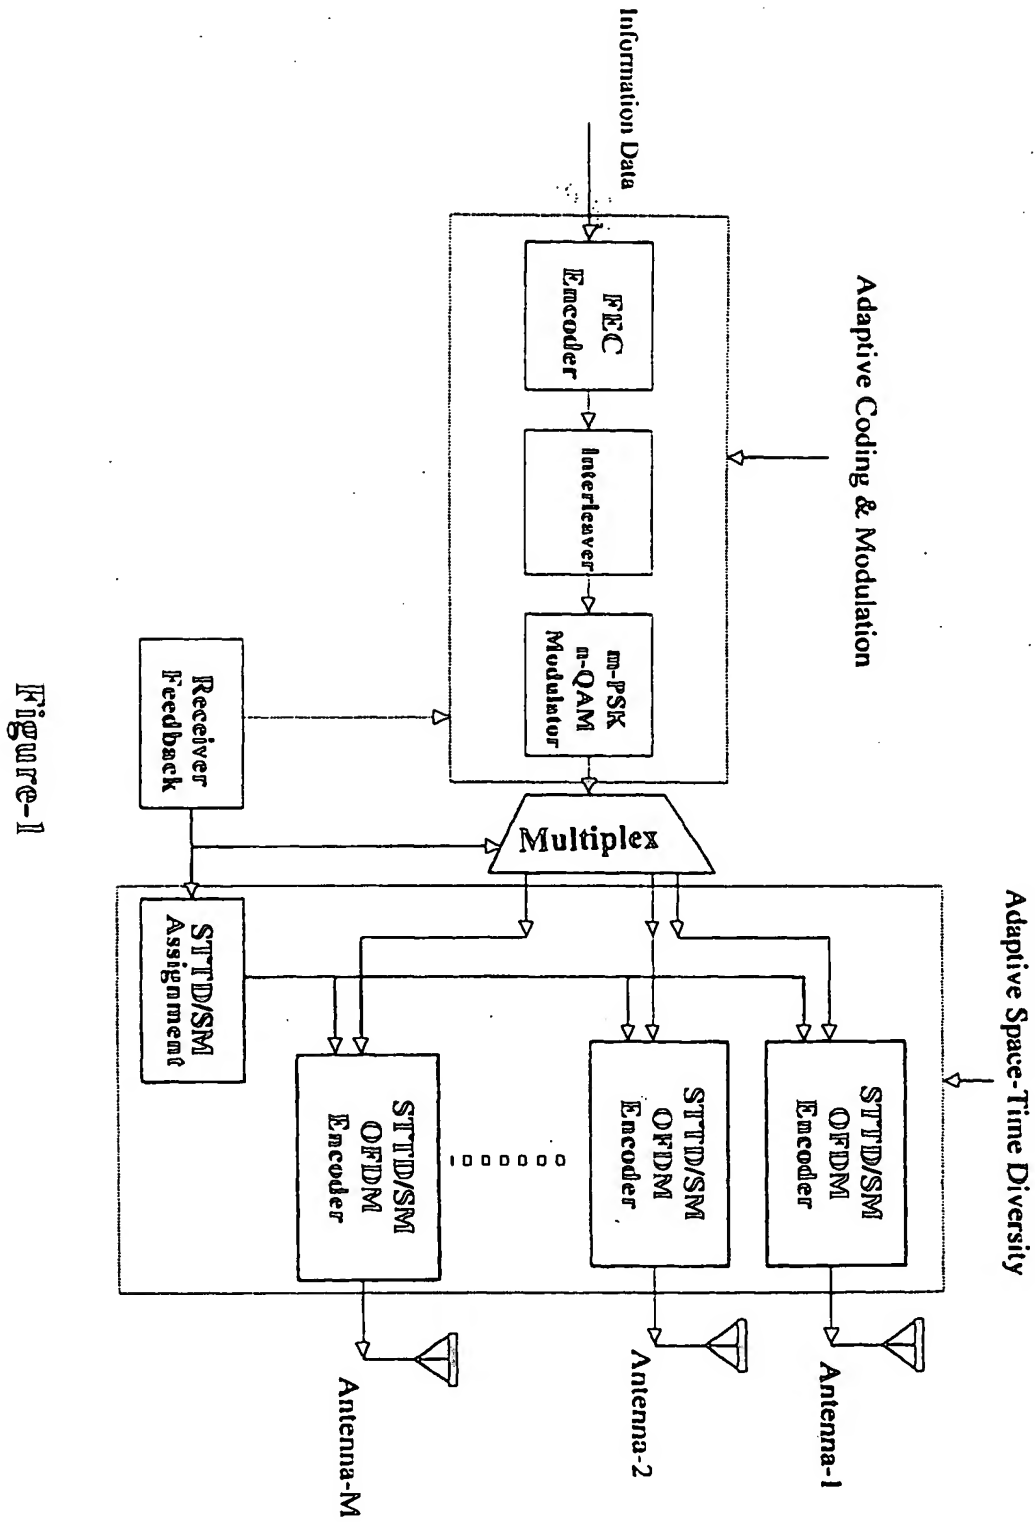 Adaptive Space-Time Diversity
Adaptive Coding & Modulation
Information Data
FEC
Encoder
Interleaver
m-PSK
n-QAM
Modulator
Multiplex
STTD/SM
OFDM
Encoder
Antenna-1
STTD/SM
OFDM
Encoder
Antenna-2
STTD/SM
OFDM
Encoder
Antenna-M
Receiver
Feedback
STTD/SM
Assignment
Figure-1